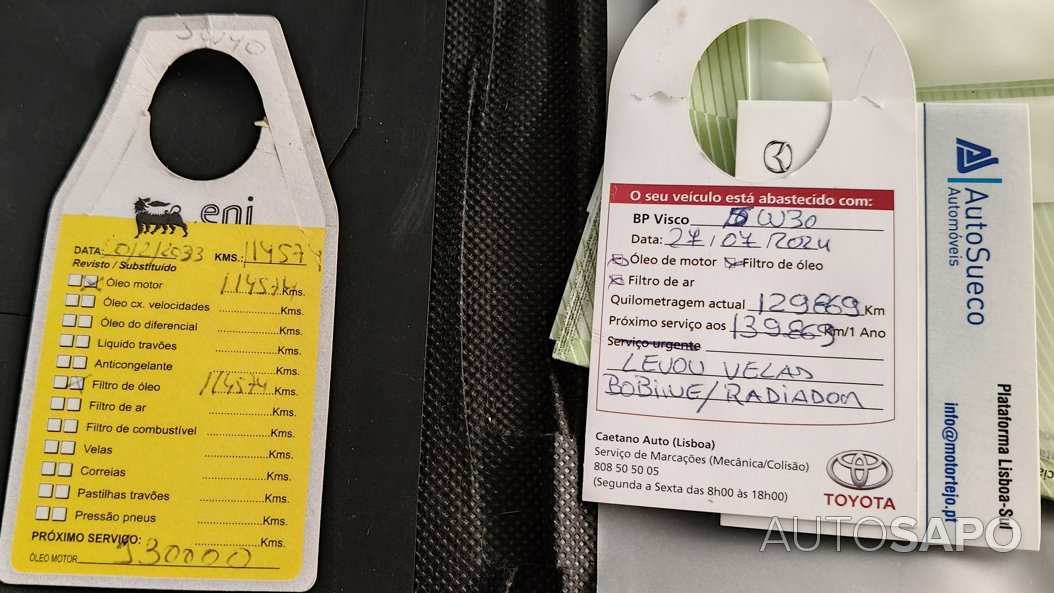 5W40
eni
DATA: KMS.: 114574
Revisto / Substituído
Óleo motor 114574 Kms.
Óleo cx. velocidades Kms.
Óleo do diferencial Kms.
Liquido travões Kms.
Anticongelante Kms.
Filtro de óleo 114574 Kms.
Filtro de ar Kms.
Filtro de combustível Kms.
Velas Kms.
Correias Kms.
Pastilhas travões Kms.
Pressão pneus Kms.
PRÓXIMO SERVIÇO: Kms.
ÓLEO MOTOR 130000
3
O seu veículo está abastecido com:
BP Visco 5W30
Data: 27/07/2024
Óleo de motor Filtro de óleo
Filtro de ar
Quilometragem actual 129869 Km
Próximo serviço aos 139869 Km/1 Ano
Serviço urgente
LEVOU VELAS
BOBINE/RADIADOR
Caetano Auto (Lisboa)
Serviço de Marcações (Mecânica/Colisão)
808 50 50 05
(Segunda a Sexta das 8h00 às 18h00)
TOYOTA
AutoSueco
Automóveis
Plataforma Lisboa-Sul
info@motortejo.pt
AUTOSAPO